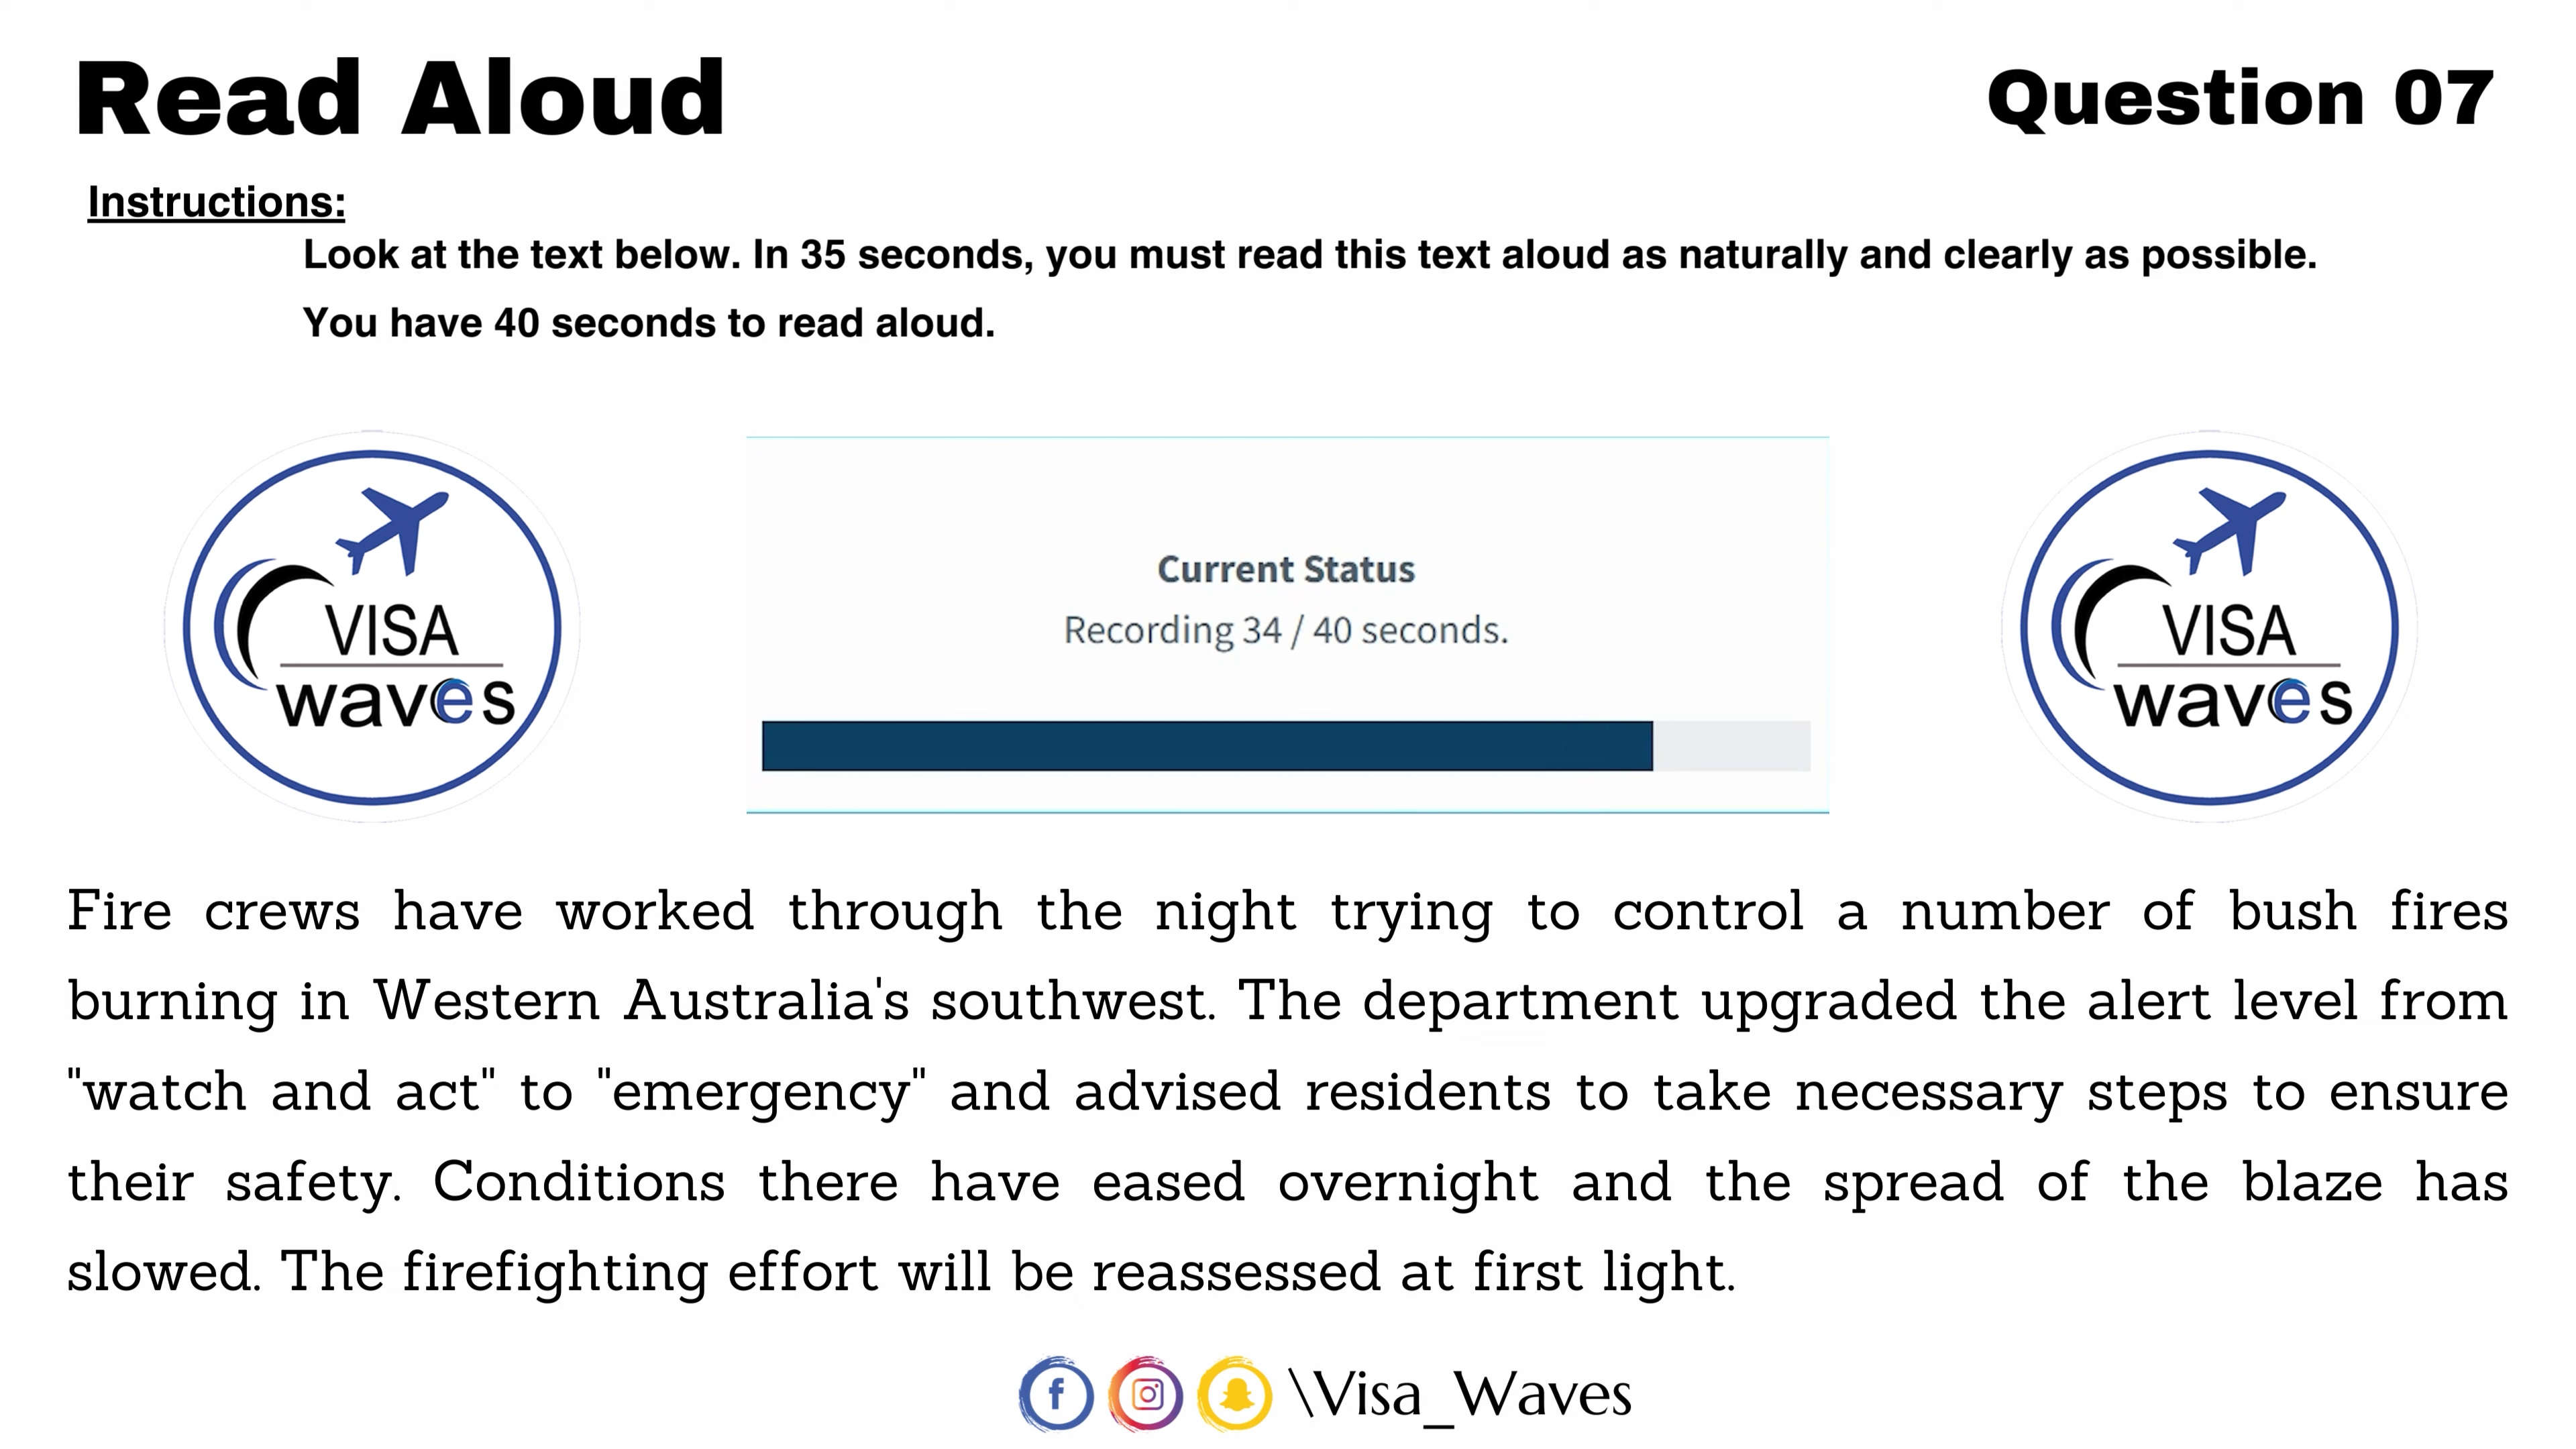 Read Aloud
Question 07
Instructions:
Look at the text below. In 35 seconds, you must read this text aloud as naturally and clearly as possible.
You have 40 seconds to read aloud.
VISA
waves
Current Status
Recording 34 / 40 seconds.
VISA
waves
Fire crews have worked through the night trying to control a number of bush fires
burning in Western Australia's southwest. The department upgraded the alert level from
"watch and act" to "emergency" and advised residents to take necessary steps to ensure
their safety. Conditions there have eased overnight and the spread of the blaze has
slowed. The firefighting effort will be reassessed at first light.
\Visa_Waves